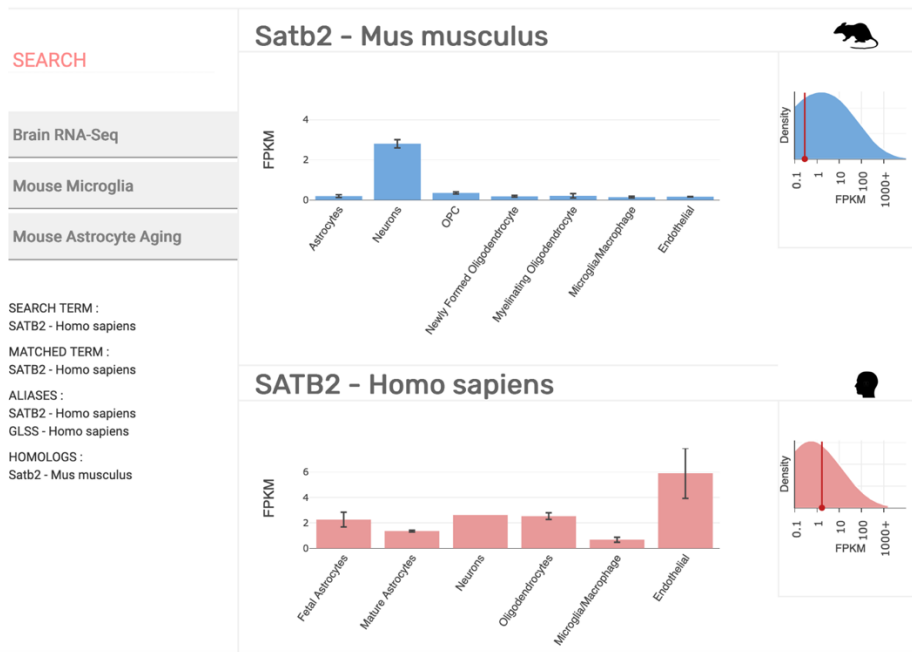 SEARCH
Brain RNA-Seq
Mouse Microglia
Mouse Astrocyte Aging
SEARCH TERM :
SATB2 - Homo sapiens
MATCHED TERM :
SATB2 - Homo sapiens
ALIASES :
SATB2 - Homo sapiens
GLSS - Homo sapiens
HOMOLOGS :
Satb2 - Mus musculus
Satb2 - Mus musculus
FPKM
4
2
0
Astrocytes
Neurons
OPC
Newly Formed Oligodendrocyte
Myelinating Oligodendrocyte
Microglia/Macrophage
Endothelial
Density
0.1
1
10
100
1000+
FPKM
SATB2 - Homo sapiens
FPKM
6
4
2
0
Fetal Astrocytes
Mature Astrocytes
Neurons
Oligodendrocytes
Microglia/Macrophage
Endothelial
Density
0.1
1
10
100
1000+
FPKM